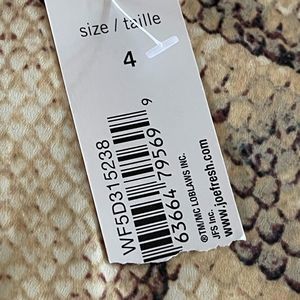 size / taille
4
WF5D315238
63664 79569 9
®TM/MC LOBLAWS INC.
JFS Inc.
www.joefresh.com